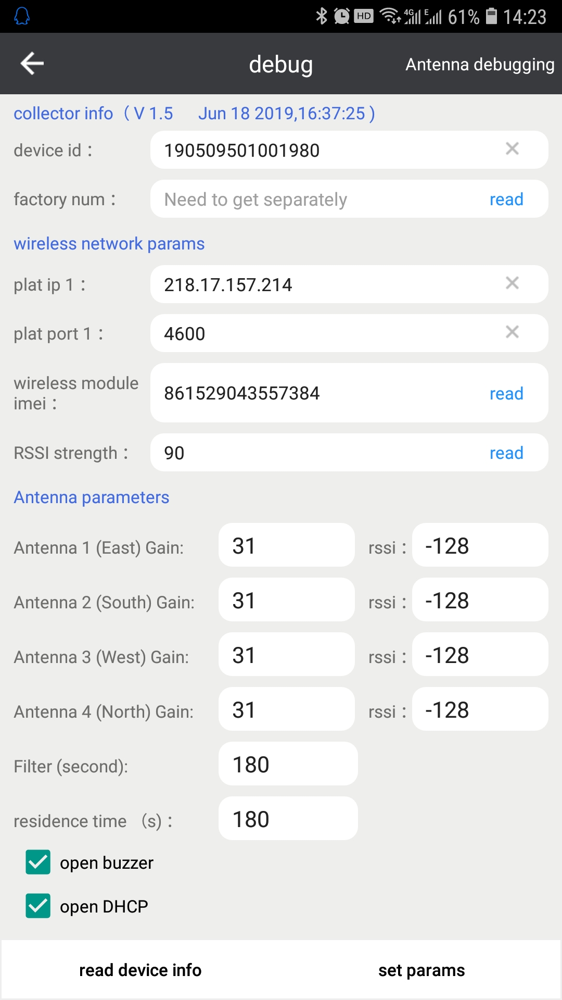 HD 4G E 61% 14:23
debug Antenna debugging
collector info（ V 1.5 Jun 18 2019,16:37:25 )
device id： 190509501001980
factory num： Need to get separately read
wireless network params
plat ip 1： 218.17.157.214
plat port 1： 4600
wireless module
imei： 861529043557384 read
RSSI strength： 90 read
Antenna parameters
Antenna 1 (East) Gain: 31 rssi： -128
Antenna 2 (South) Gain: 31 rssi： -128
Antenna 3 (West) Gain: 31 rssi： -128
Antenna 4 (North) Gain: 31 rssi： -128
Filter (second): 180
residence time （s)： 180
open buzzer
open DHCP
read device info set params